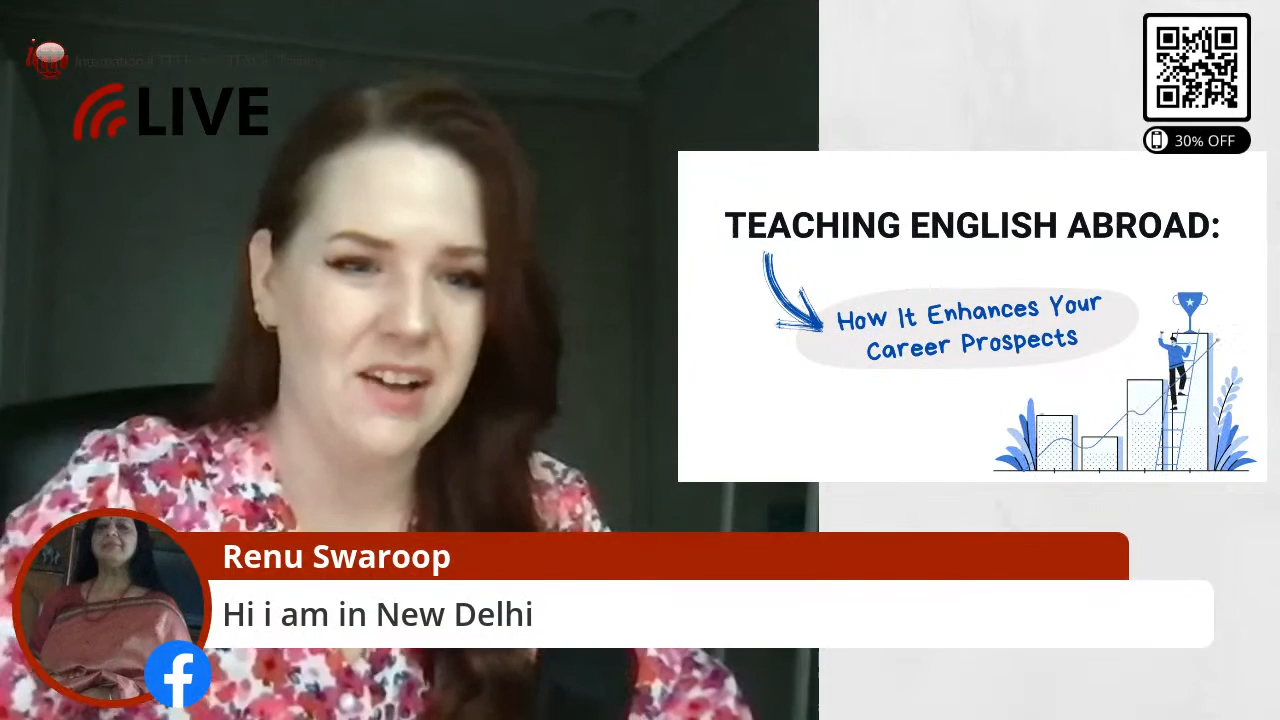 LIVE
30% OFF
TEACHING ENGLISH ABROAD:
How It Enhances Your
Career Prospects
Renu Swaroop
Hi i am in New Delhi